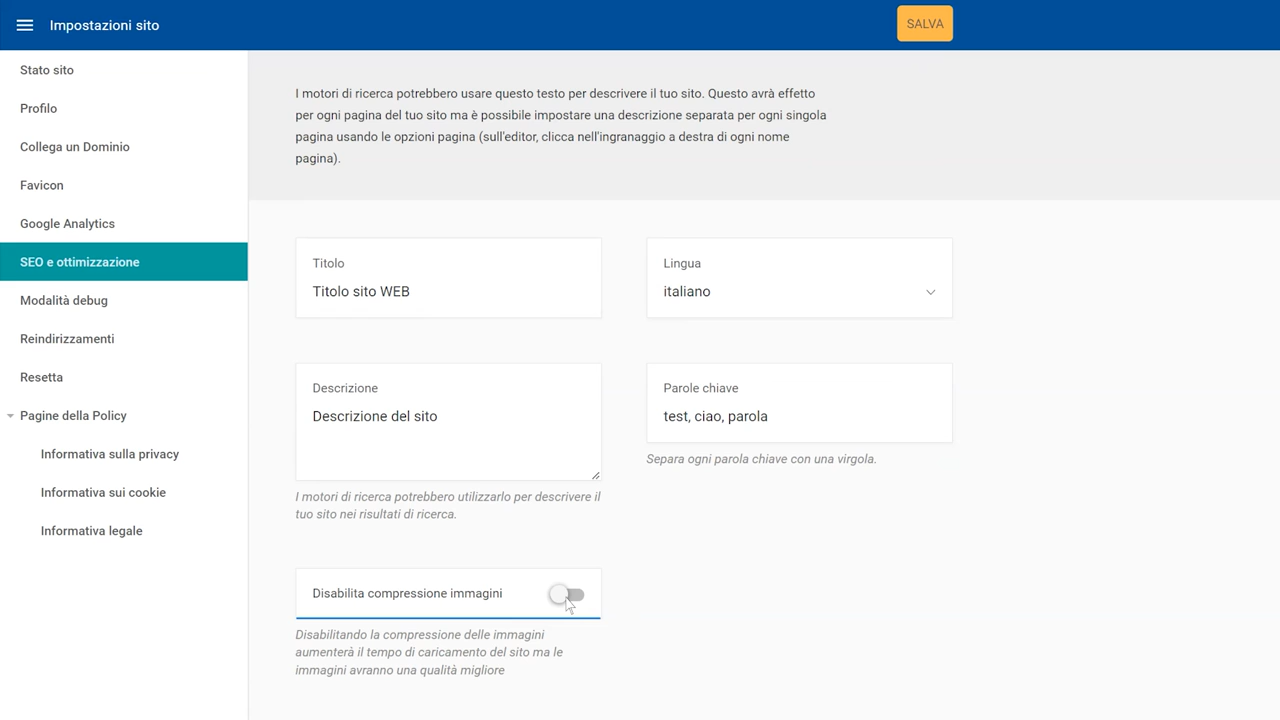 Impostazioni sito
SALVA
Stato sito
Profilo
Collega un Dominio
Favicon
Google Analytics
SEO e ottimizzazione
Modalità debug
Reindirizzamenti
Resetta
Pagine della Policy
Informativa sulla privacy
Informativa sui cookie
Informativa legale
I motori di ricerca potrebbero usare questo testo per descrivere il tuo sito. Questo avrà effetto
per ogni pagina del tuo sito ma è possibile impostare una descrizione separata per ogni singola
pagina usando le opzioni pagina (sull'editor, clicca nell'ingranaggio a destra di ogni nome
pagina).
Titolo
Titolo sito WEB
Lingua
italiano
Descrizione
Descrizione del sito
I motori di ricerca potrebbero utilizzarlo per descrivere il
tuo sito nei risultati di ricerca.
Parole chiave
test, ciao, parola
Separa ogni parola chiave con una virgola.
Disabilita compressione immagini
Disabilitando la compressione delle immagini
aumenterà il tempo di caricamento del sito ma le
immagini avranno una qualità migliore